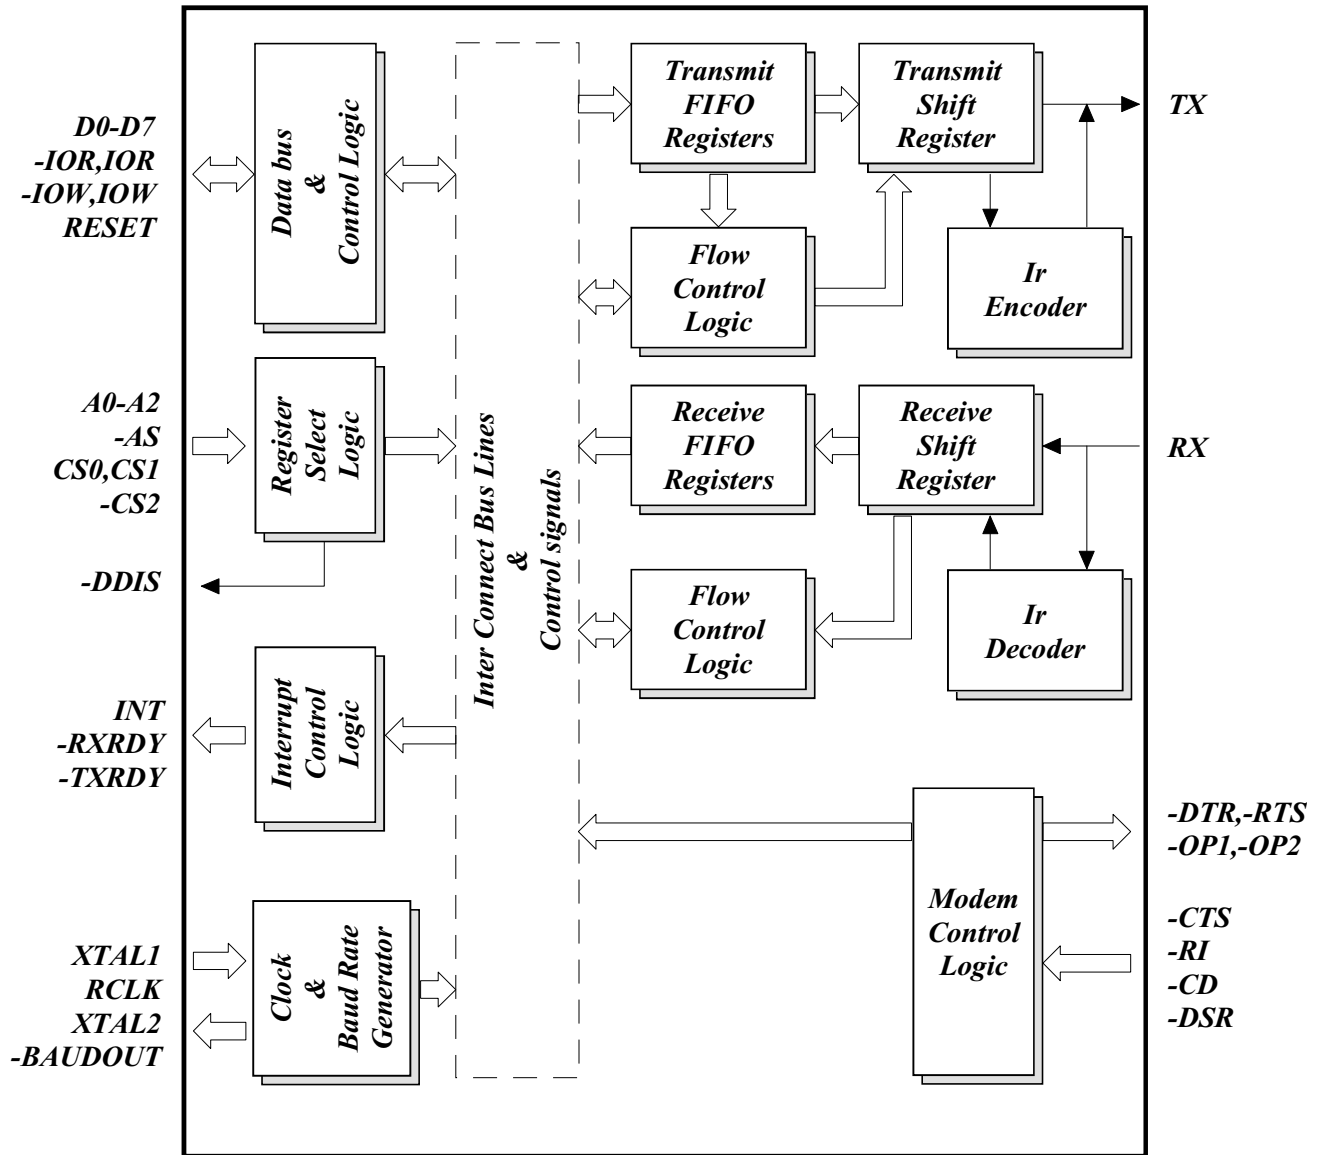 D0-D7
-IOR,IOR
-IOW,IOW
RESET
Data bus
&
Control Logic
A0-A2
-AS
CS0,CS1
-CS2
Register
Select
Logic
-DDIS
INT
-RXRDY
-TXRDY
Interrupt
Control
Logic
XTAL1
RCLK
XTAL2
-BAUDOUT
Clock
&
Baud Rate
Generator
Inter Connect Bus Lines
&
Control signals
Transmit
FIFO
Registers
Transmit
Shift
Register
TX
Flow
Control
Logic
Ir
Encoder
Receive
FIFO
Registers
Receive
Shift
Register
RX
Flow
Control
Logic
Ir
Decoder
Modem
Control
Logic
-DTR,-RTS
-OP1,-OP2
-CTS
-RI
-CD
-DSR